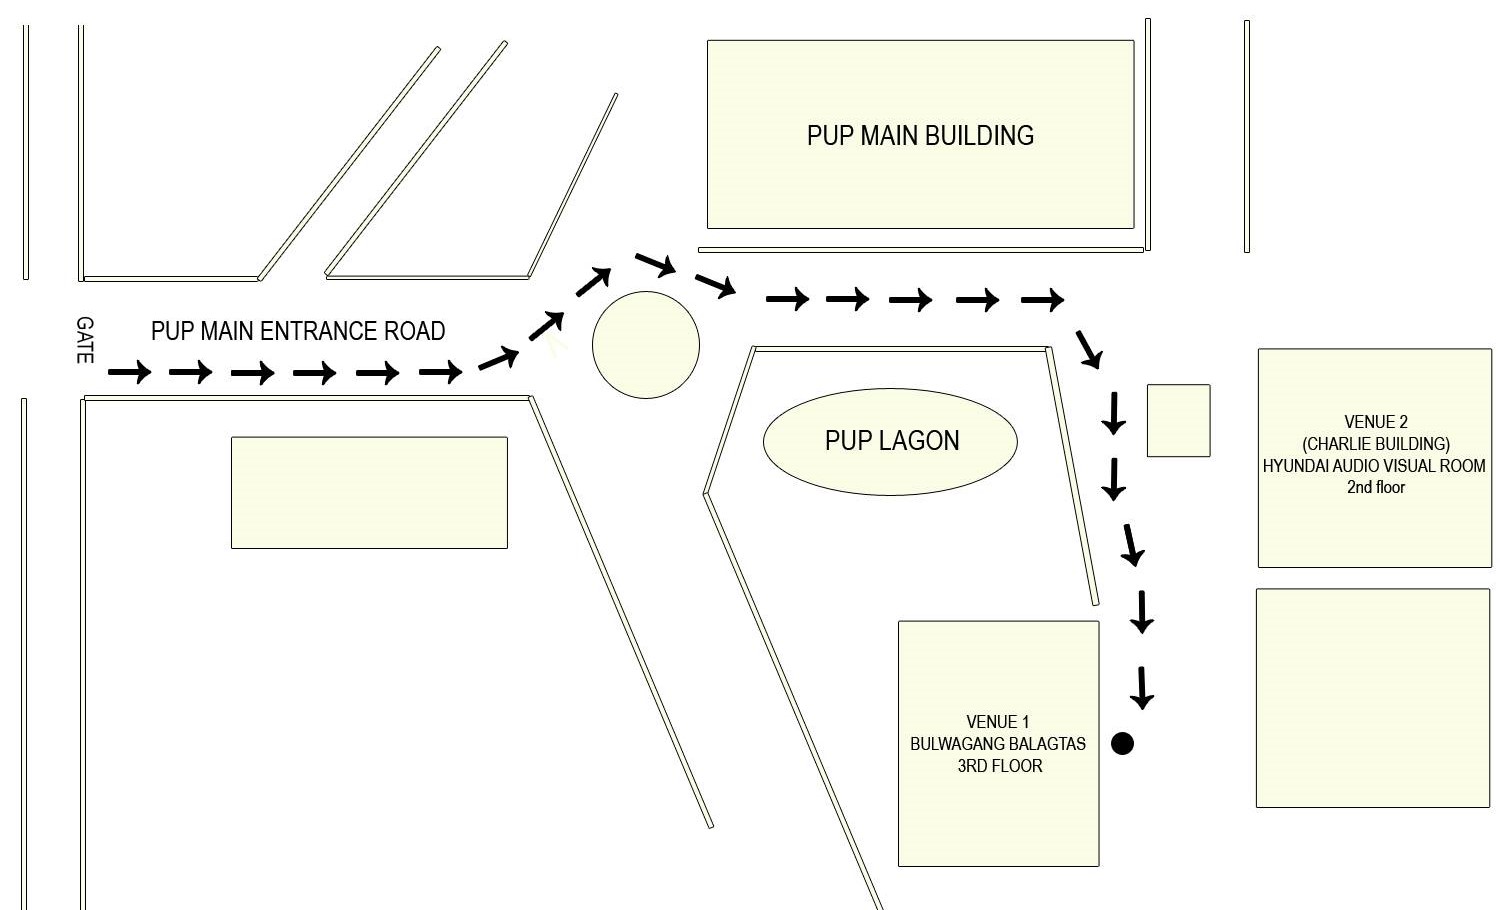 PUP MAIN BUILDING
GATE
PUP MAIN ENTRANCE ROAD
PUP LAGON
VENUE 2
(CHARLIE BUILDING)
HYUNDAI AUDIO VISUAL ROOM
2nd floor
VENUE 1
BULWAGANG BALAGTAS
3RD FLOOR